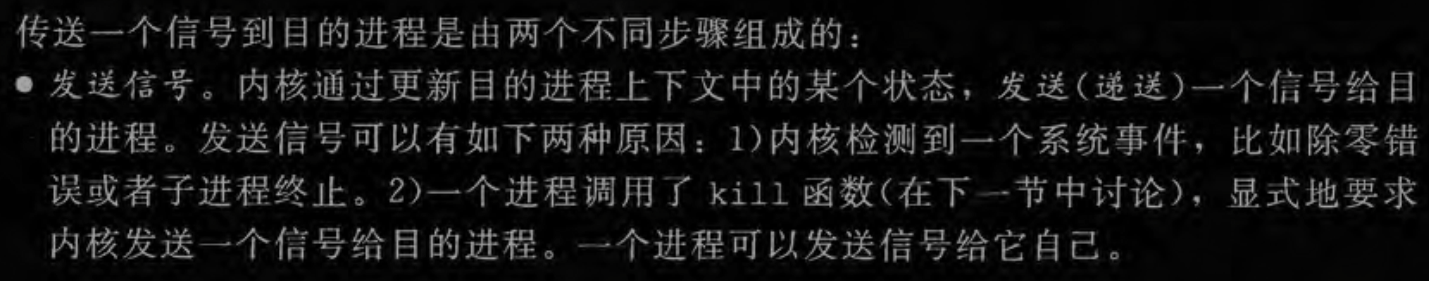 传送一个信号到目的进程是由两个不同步骤组成的：
● 发送信号。内核通过更新目的进程上下文中的某个状态，发送(递送)一个信号给目
的进程。发送信号可以有如下两种原因：1)内核检测到一个系统事件，比如除零错
误或者子进程终止。2)一个进程调用了 kill 函数(在下一节中讨论)，显式地要求
内核发送一个信号给目的进程。一个进程可以发送信号给它自己。